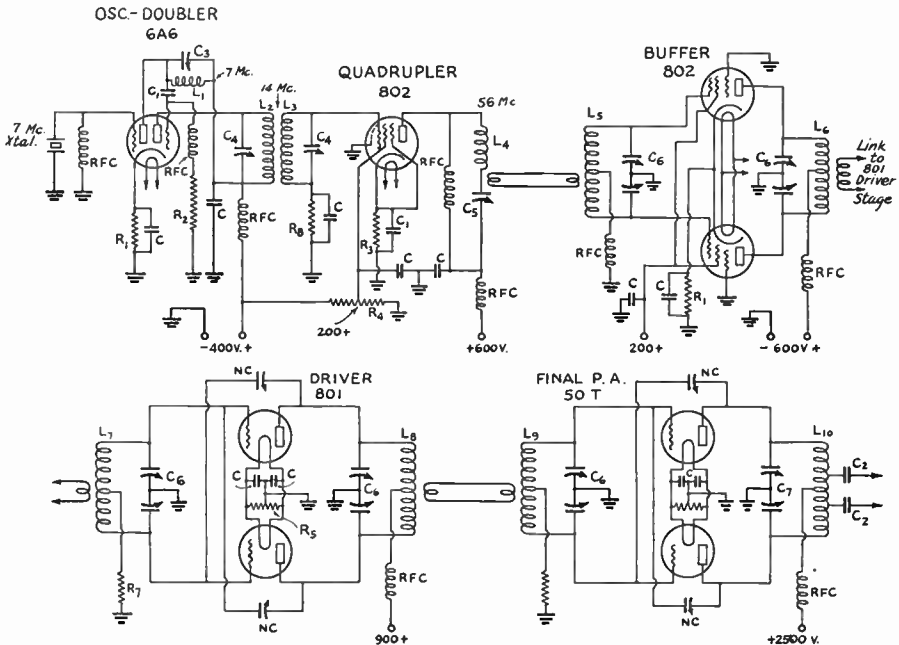 OSC.-DOUBLER
6A6
C3
7 Mc.
C1
L1
7 Mc.
Xtal.
RFC
RFC
R1
C
R2
C
14 Mc.
L2
L3
C4
C4
RFC
R8
C
-400V.+
QUADRUPLER
802
56 Mc
RFC
L4
R3
C1
C5
C
C
200+
R4
RFC
+600V.
BUFFER
802
L5
C6
C6
L6
Link
to
801
Driver
Stage
RFC
C
C
R1
RFC
200+
-600V+
NC
DRIVER
801
L7
C6
C
C
R5
C6
L8
R7
RFC
NC
900+
FINAL P.A.
50 T
NC
L9
C6
C
C
C7
L10
C2
C2
RFC
NC
+2500 V.